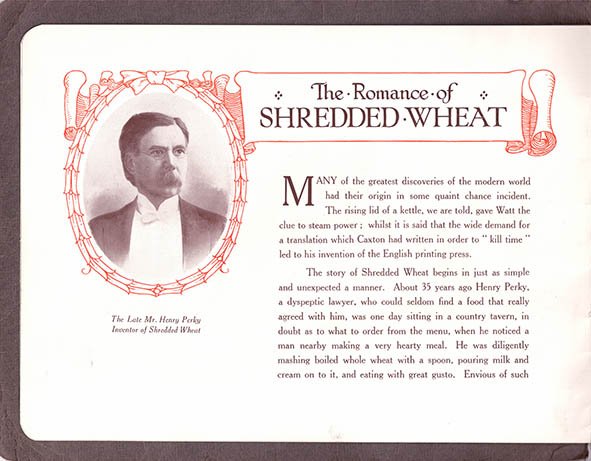 The · Romance · of
SHREDDED · WHEAT
The Late Mr. Henry Perky
Inventor of Shredded Wheat
MANY of the greatest discoveries of the modern world
had their origin in some quaint chance incident.
The rising lid of a kettle, we are told, gave Watt the
clue to steam power; whilst it is said that the wide demand for
a translation which Caxton had written in order to " kill time "
led to his invention of the English printing press.
The story of Shredded Wheat begins in just as simple
and unexpected a manner. About 35 years ago Henry Perky,
a dyspeptic lawyer, who could seldom find a food that really
agreed with him, was one day sitting in a country tavern, in
doubt as to what to order from the menu, when he noticed a
man nearby making a very hearty meal. He was diligently
mashing boiled whole wheat with a spoon, pouring milk and
cream on to it, and eating with great gusto. Envious of such